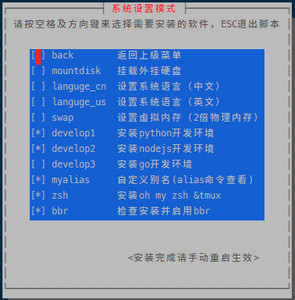 系统设置模式
请按空格及方向键来选择需要安装的软件，ESC退出脚本
[ ] back 返回上级菜单
[ ] mountdisk 挂载外挂硬盘
[ ] languge_cn 设置系统语言（中文）
[ ] languge_us 设置系统语言（英文）
[ ] swap 设置虚拟内存（2倍物理内存）
[*] develop1 安装python开发环境
[*] develop2 安装nodejs开发环境
[ ] develop3 安装go开发环境
[*] myalias 自定义别名(alias命令查看)
[*] zsh 安装oh my zsh &tmux
[*] bbr 检查安装并启用bbr
<安装完成请手动重启生效>